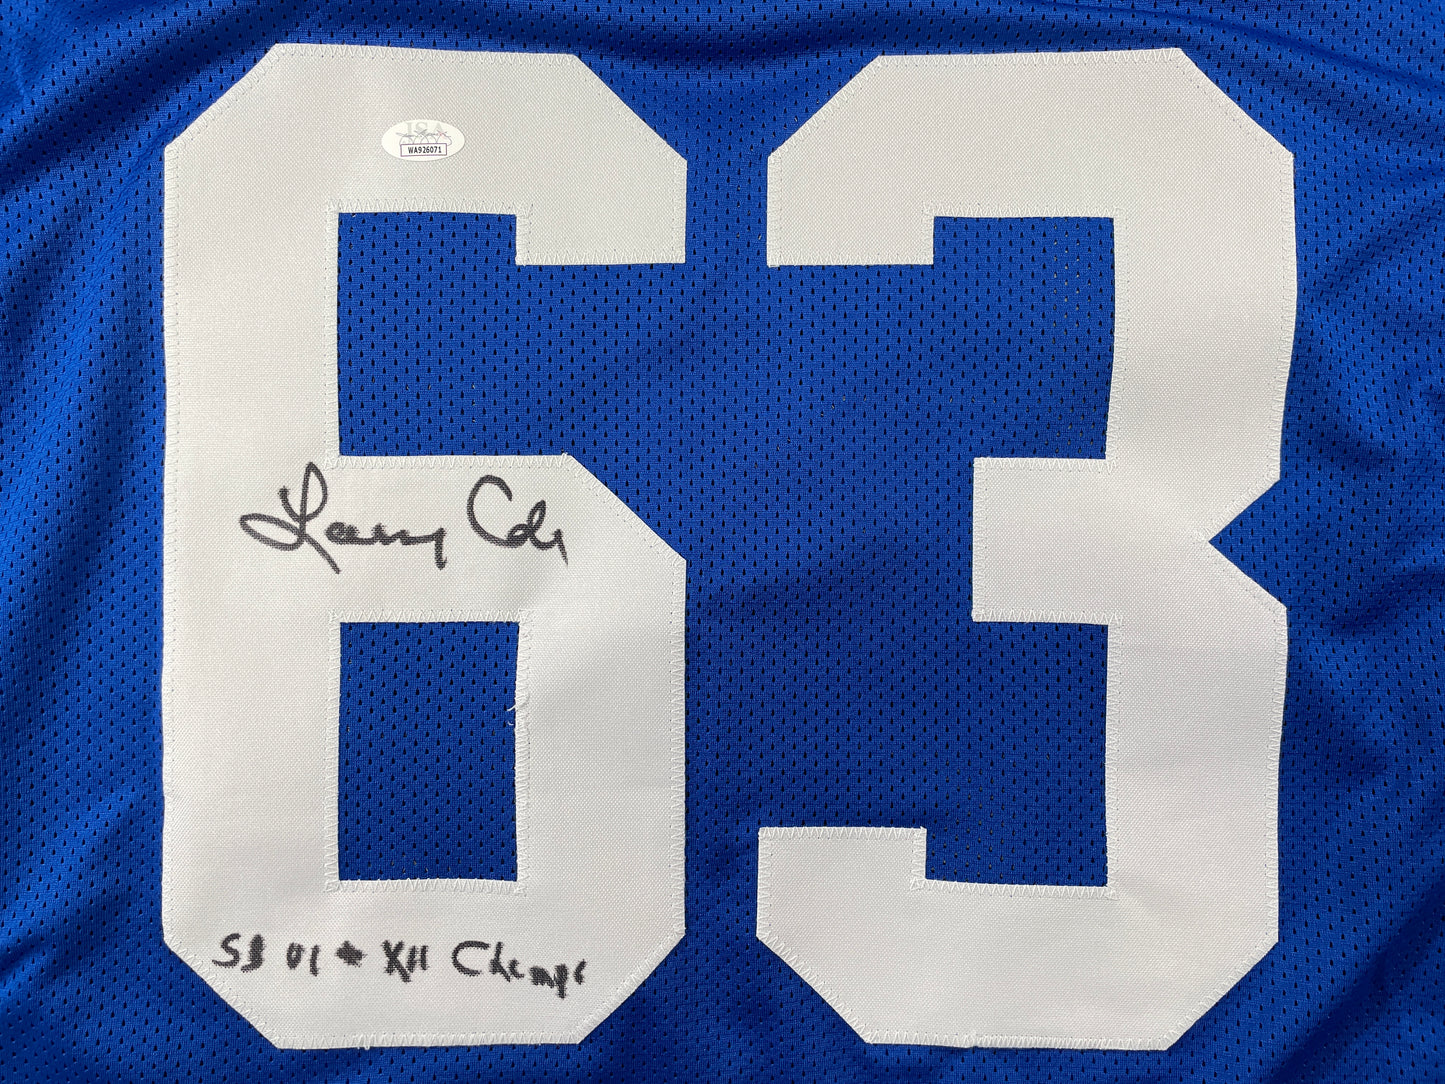 JSA
WA926071
63
Larry Cole
SB VI + XII Champs